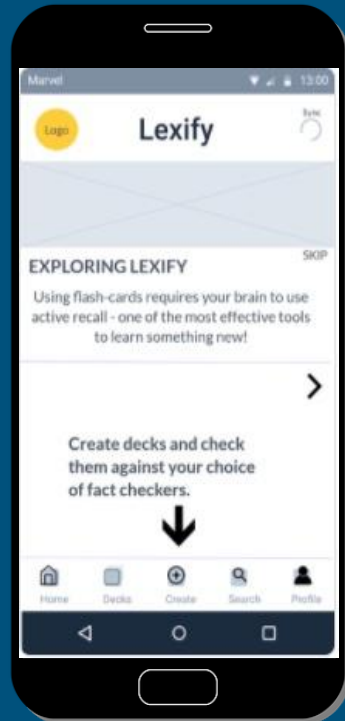 Marvel 13:00
Logo
Lexify
Sync
EXPLORING LEXIFY
SKIP
Using flash-cards requires your brain to use
active recall - one of the most effective tools
to learn something new!
Create decks and check
them against your choice
of fact checkers.
Home Decks Create Search Profile